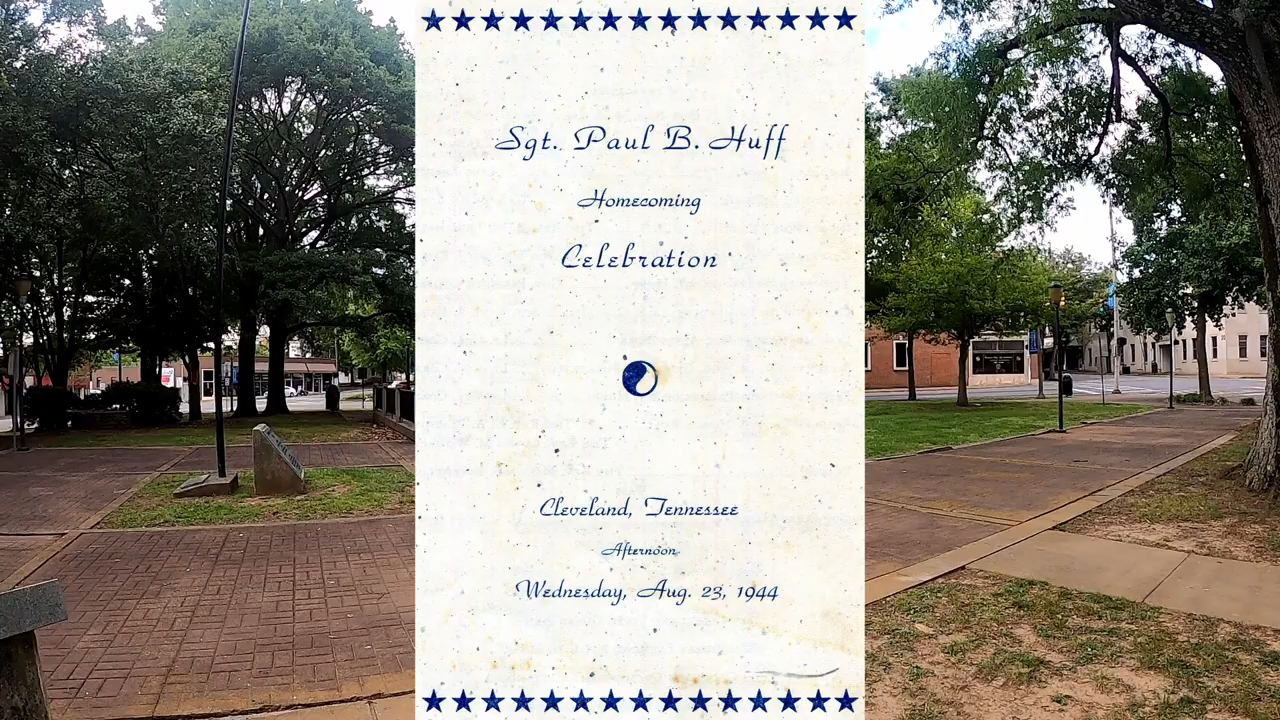 Sgt. Paul B. Huff
Homecoming
Celebration
Cleveland, Tennessee
Afternoon
Wednesday, Aug. 23, 1944